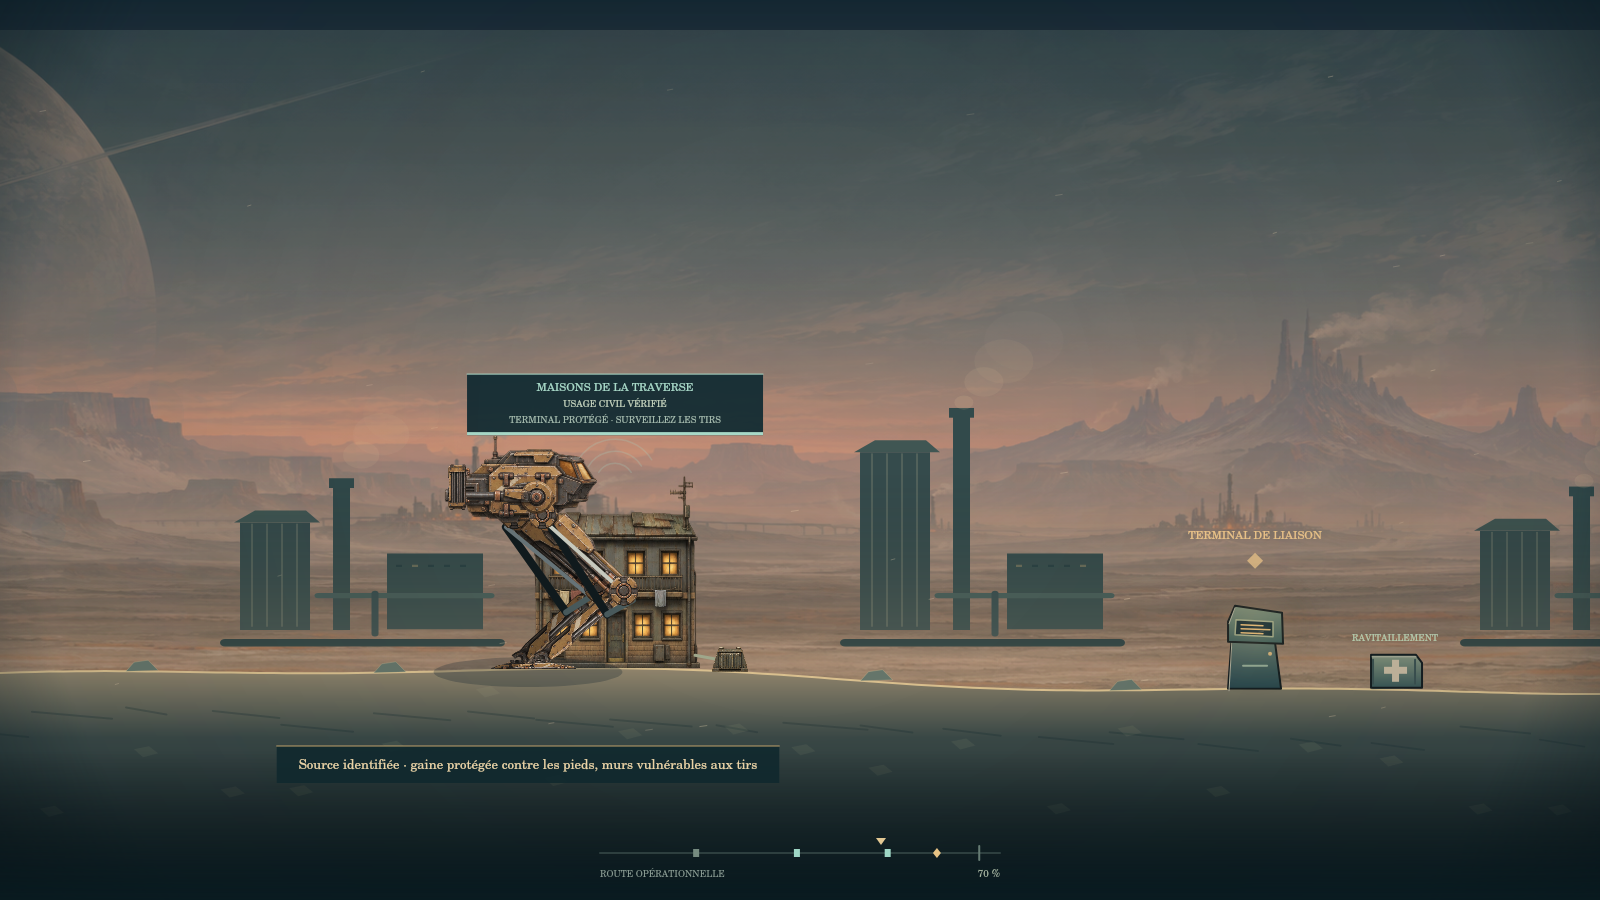 MAISONS DE LA TRAVERSE
USAGE CIVIL VÉRIFIÉ
TERMINAL PROTÉGÉ · SURVEILLEZ LES TIRS
TERMINAL DE LIAISON
RAVITAILLEMENT
Source identifiée · gaine protégée contre les pieds, murs vulnérables aux tirs
ROUTE OPÉRATIONNELLE
70 %